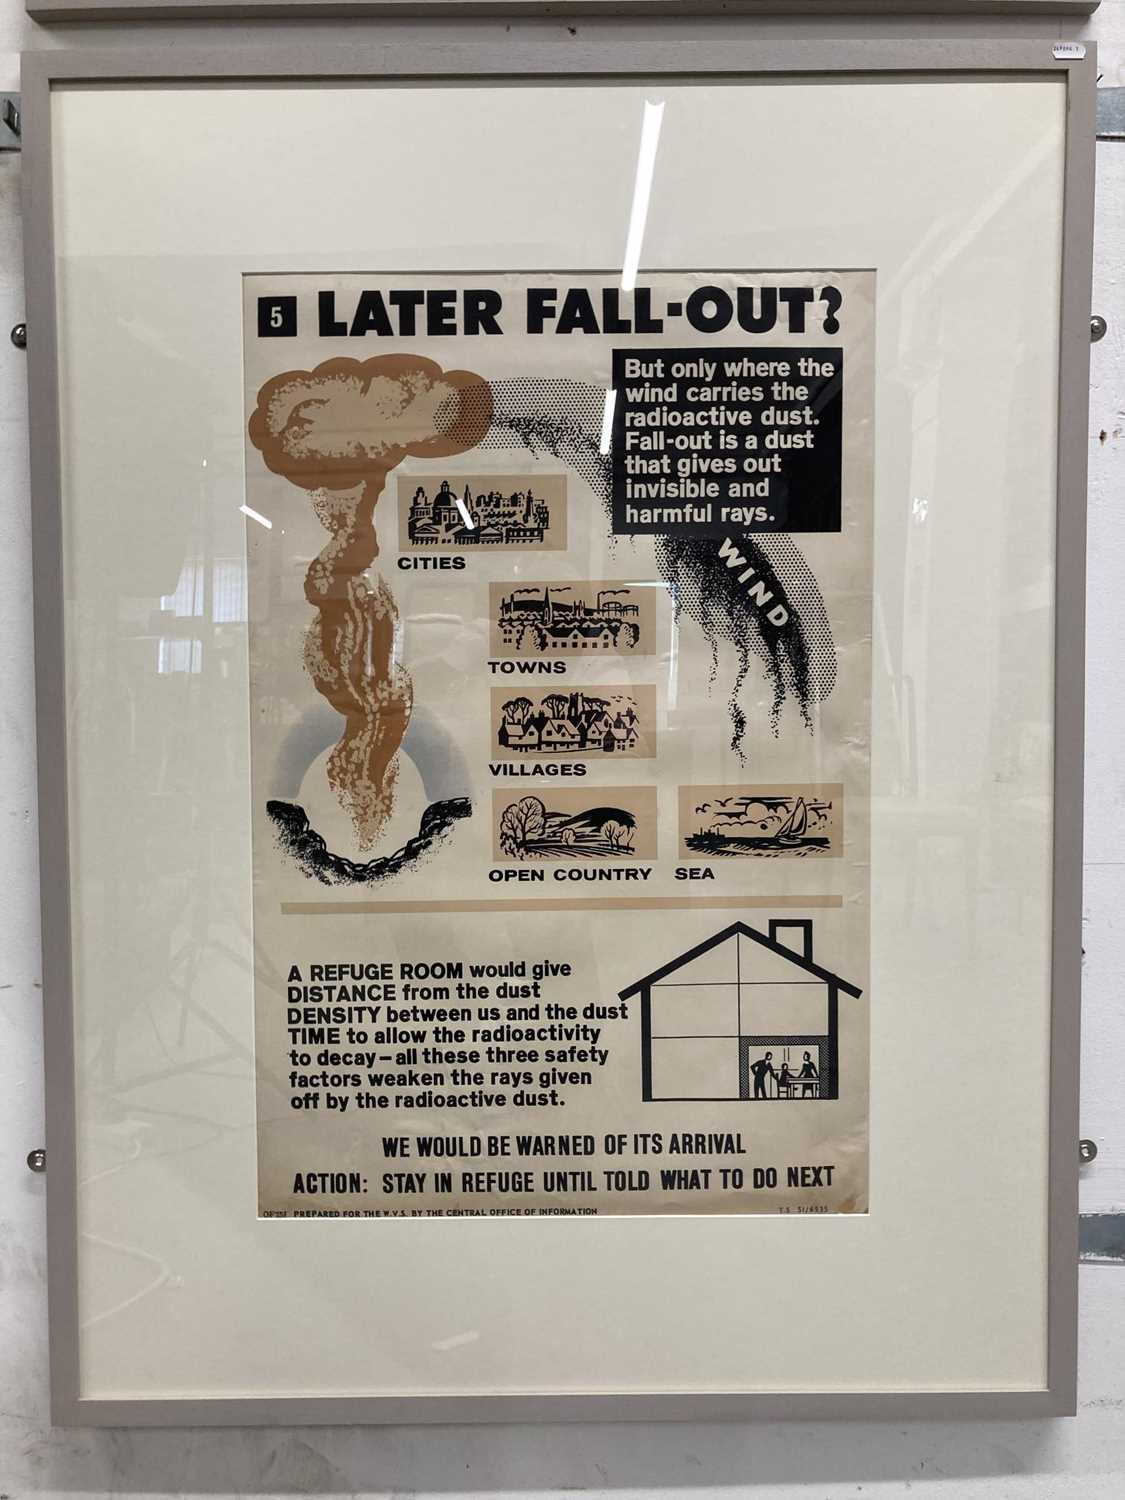 5 LATER FALL-OUT?
But only where the
wind carries the
radioactive dust.
Fall-out is a dust
that gives out
invisible and
harmful rays.
WIND
CITIES
TOWNS
VILLAGES
OPEN COUNTRY
SEA
A REFUGE ROOM would give
DISTANCE from the dust
DENSITY between us and the dust
TIME to allow the radioactivity
to decay – all these three safety
factors weaken the rays given
off by the radioactive dust.
WE WOULD BE WARNED OF ITS ARRIVAL
ACTION: STAY IN REFUGE UNTIL TOLD WHAT TO DO NEXT
PREPARED FOR THE W.V.S. BY THE CENTRAL OFFICE OF INFORMATION
T.S. 51/6535